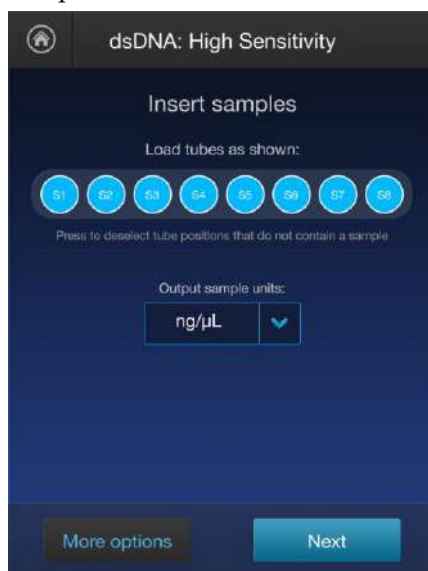 dsDNA: High Sensitivity
Insert samples
Load tubes as shown:
S1 S2 S3 S4 S5 S6 S7 S8
Press to deselect tube positions that do not contain a sample
Output sample units:
ng/µL
More options Next